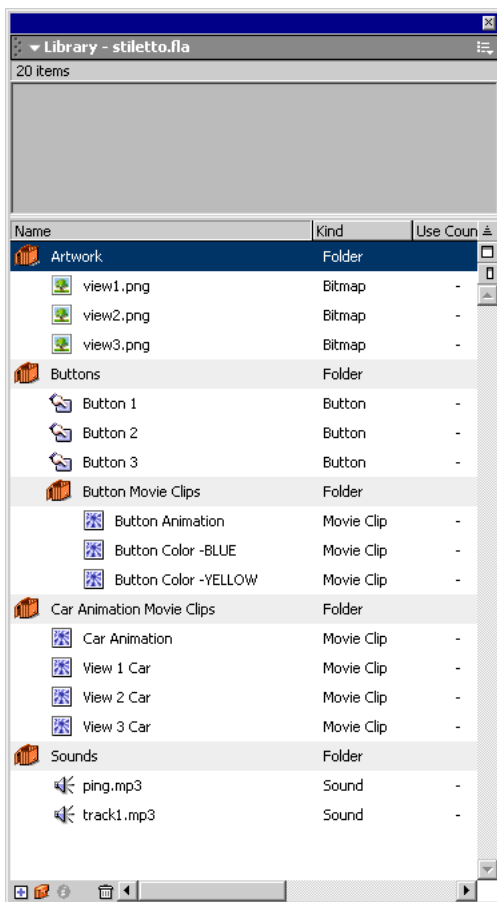 Library - stiletto.fla
20 items
Name Kind Use Coun
Artwork Folder
view1.png Bitmap -
view2.png Bitmap -
view3.png Bitmap -
Buttons Folder
Button 1 Button -
Button 2 Button -
Button 3 Button -
Button Movie Clips Folder
Button Animation Movie Clip -
Button Color -BLUE Movie Clip -
Button Color -YELLOW Movie Clip -
Car Animation Movie Clips Folder
Car Animation Movie Clip -
View 1 Car Movie Clip -
View 2 Car Movie Clip -
View 3 Car Movie Clip -
Sounds Folder
ping.mp3 Sound -
track1.mp3 Sound -